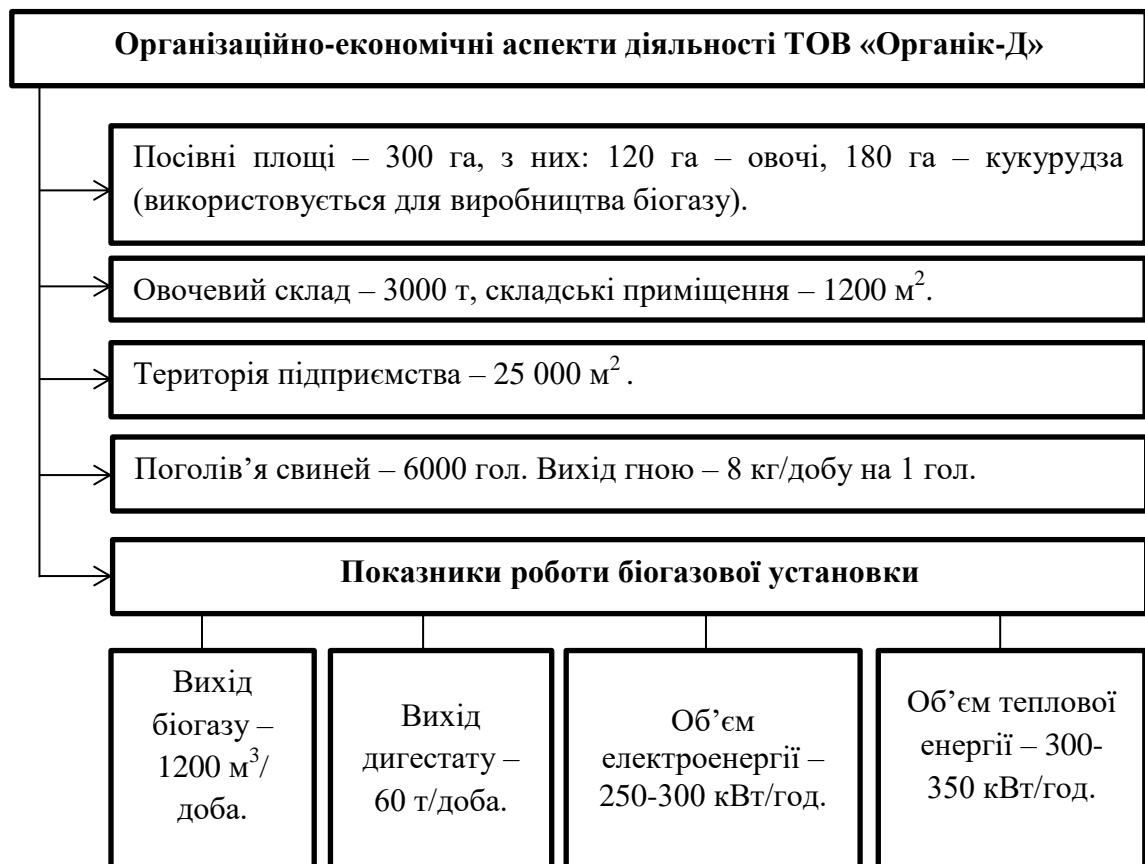 Організаційно-економічні аспекти діяльності ТОВ «Органік-Д»
Посівні площі – 300 га, з них: 120 га – овочі, 180 га – кукурудза
(використовується для виробництва біогазу).
Овочевий склад – 3000 т, складські приміщення – 1200 м².
Територія підприємства – 25 000 м² .
Поголів’я свиней – 6000 гол. Вихід гною – 8 кг/добу на 1 гол.
Показники роботи біогазової установки
Вихід
біогазу –
1200 м³/
доба.
Вихід
дигестату –
60 т/доба.
Об’єм
електроенергії –
250-300 кВт/год.
Об’єм теплової
енергії – 300-
350 кВт/год.